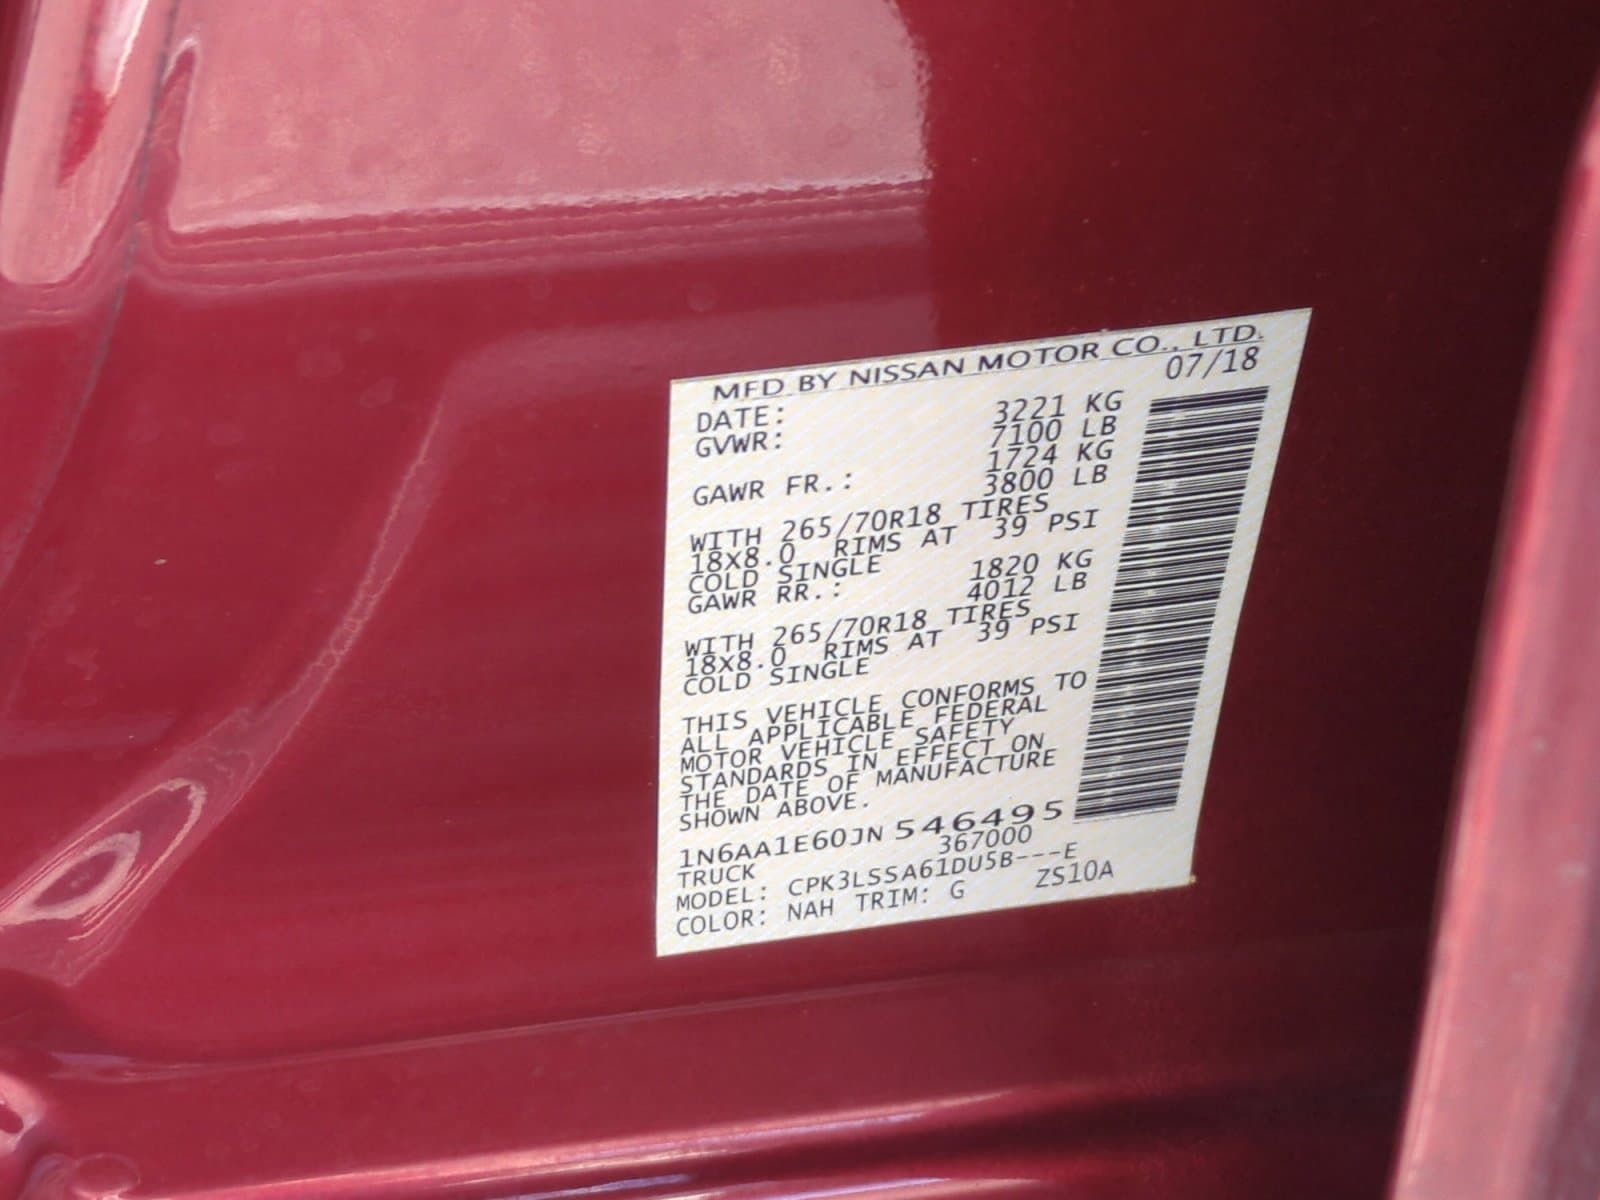 MFD BY NISSAN MOTOR CO., LTD.
DATE: 07/18
GVWR: 3221 KG
7100 LB
GAWR FR.: 1724 KG
3800 LB
WITH 265/70R18 TIRES
18X8.0 RIMS AT 39 PSI
COLD SINGLE
GAWR RR.: 1820 KG
4012 LB
WITH 265/70R18 TIRES
18X8.0 RIMS AT 39 PSI
COLD SINGLE
THIS VEHICLE CONFORMS TO
ALL APPLICABLE FEDERAL
MOTOR VEHICLE SAFETY
STANDARDS IN EFFECT ON
THE DATE OF MANUFACTURE
SHOWN ABOVE.
1N6AA1E60JN546495
TRUCK 367000
MODEL: CPK3LSSA61DU5B---E
COLOR: NAH TRIM: G ZS10A